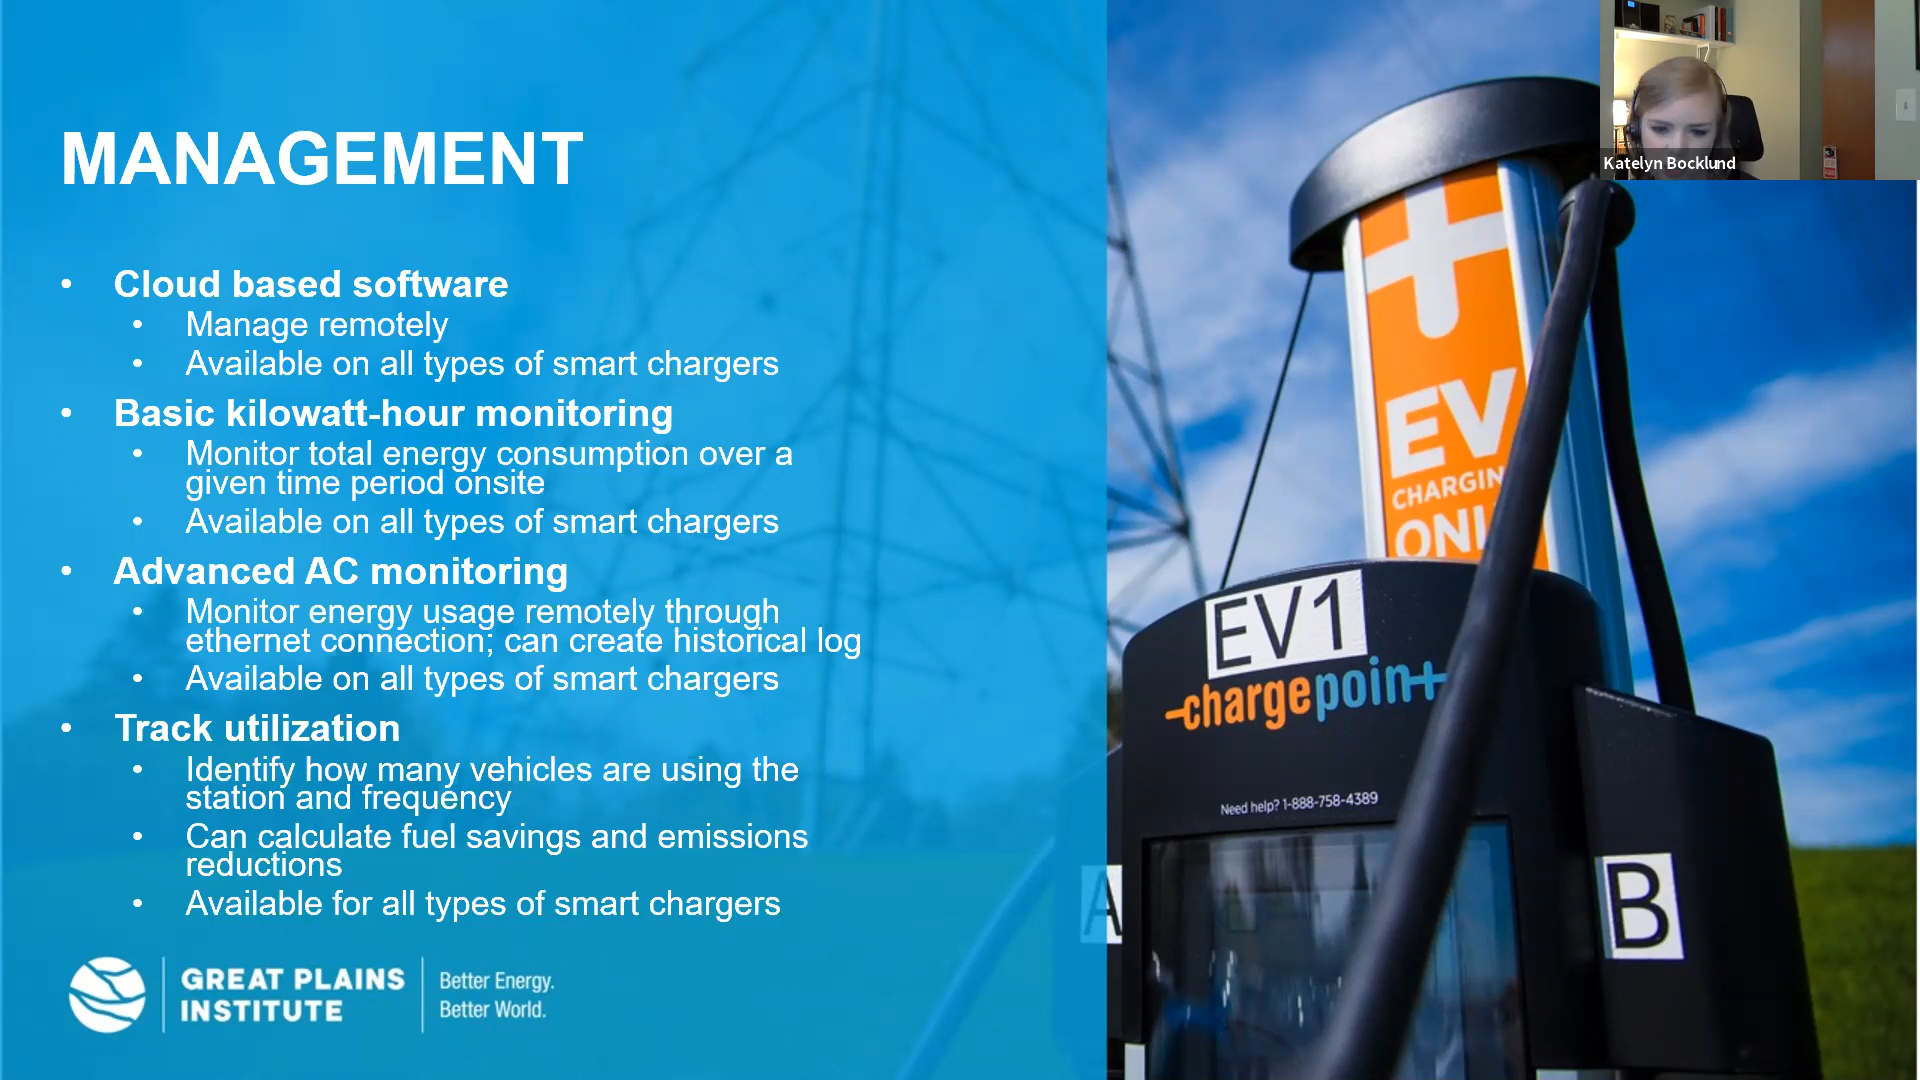 MANAGEMENT
• Cloud based software
• Manage remotely
• Available on all types of smart chargers
• Basic kilowatt-hour monitoring
• Monitor total energy consumption over a
given time period onsite
• Available on all types of smart chargers
• Advanced AC monitoring
• Monitor energy usage remotely through
ethernet connection; can create historical log
• Available on all types of smart chargers
• Track utilization
• Identify how many vehicles are using the
station and frequency
• Can calculate fuel savings and emissions
reductions
• Available for all types of smart chargers
GREAT PLAINS
INSTITUTE
Better Energy.
Better World.
Katelyn Bocklund
EV
CHARGIN
ONL
EV1
chargepoin+
Need help? 1-888-758-4389
A
B